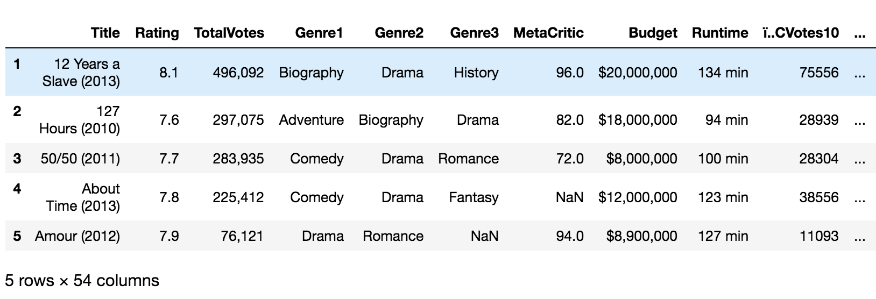 Title Rating TotalVotes Genre1 Genre2 Genre3 MetaCritic Budget Runtime ï..CVotes10 ...
1 12 Years a Slave (2013) 8.1 496,092 Biography Drama History 96.0 $20,000,000 134 min 75556 ...
2 127 Hours (2010) 7.6 297,075 Adventure Biography Drama 82.0 $18,000,000 94 min 28939 ...
3 50/50 (2011) 7.7 283,935 Comedy Drama Romance 72.0 $8,000,000 100 min 28304 ...
4 About Time (2013) 7.8 225,412 Comedy Drama Fantasy NaN $12,000,000 123 min 38556 ...
5 Amour (2012) 7.9 76,121 Drama Romance NaN 94.0 $8,900,000 127 min 11093 ...
5 rows × 54 columns